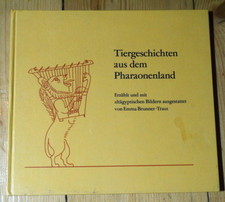 Tiergeschichten
aus dem
Pharaonenland
Erzählt und mit
altägyptischen Bildern ausgestattet
von Emma Brunner-Traut